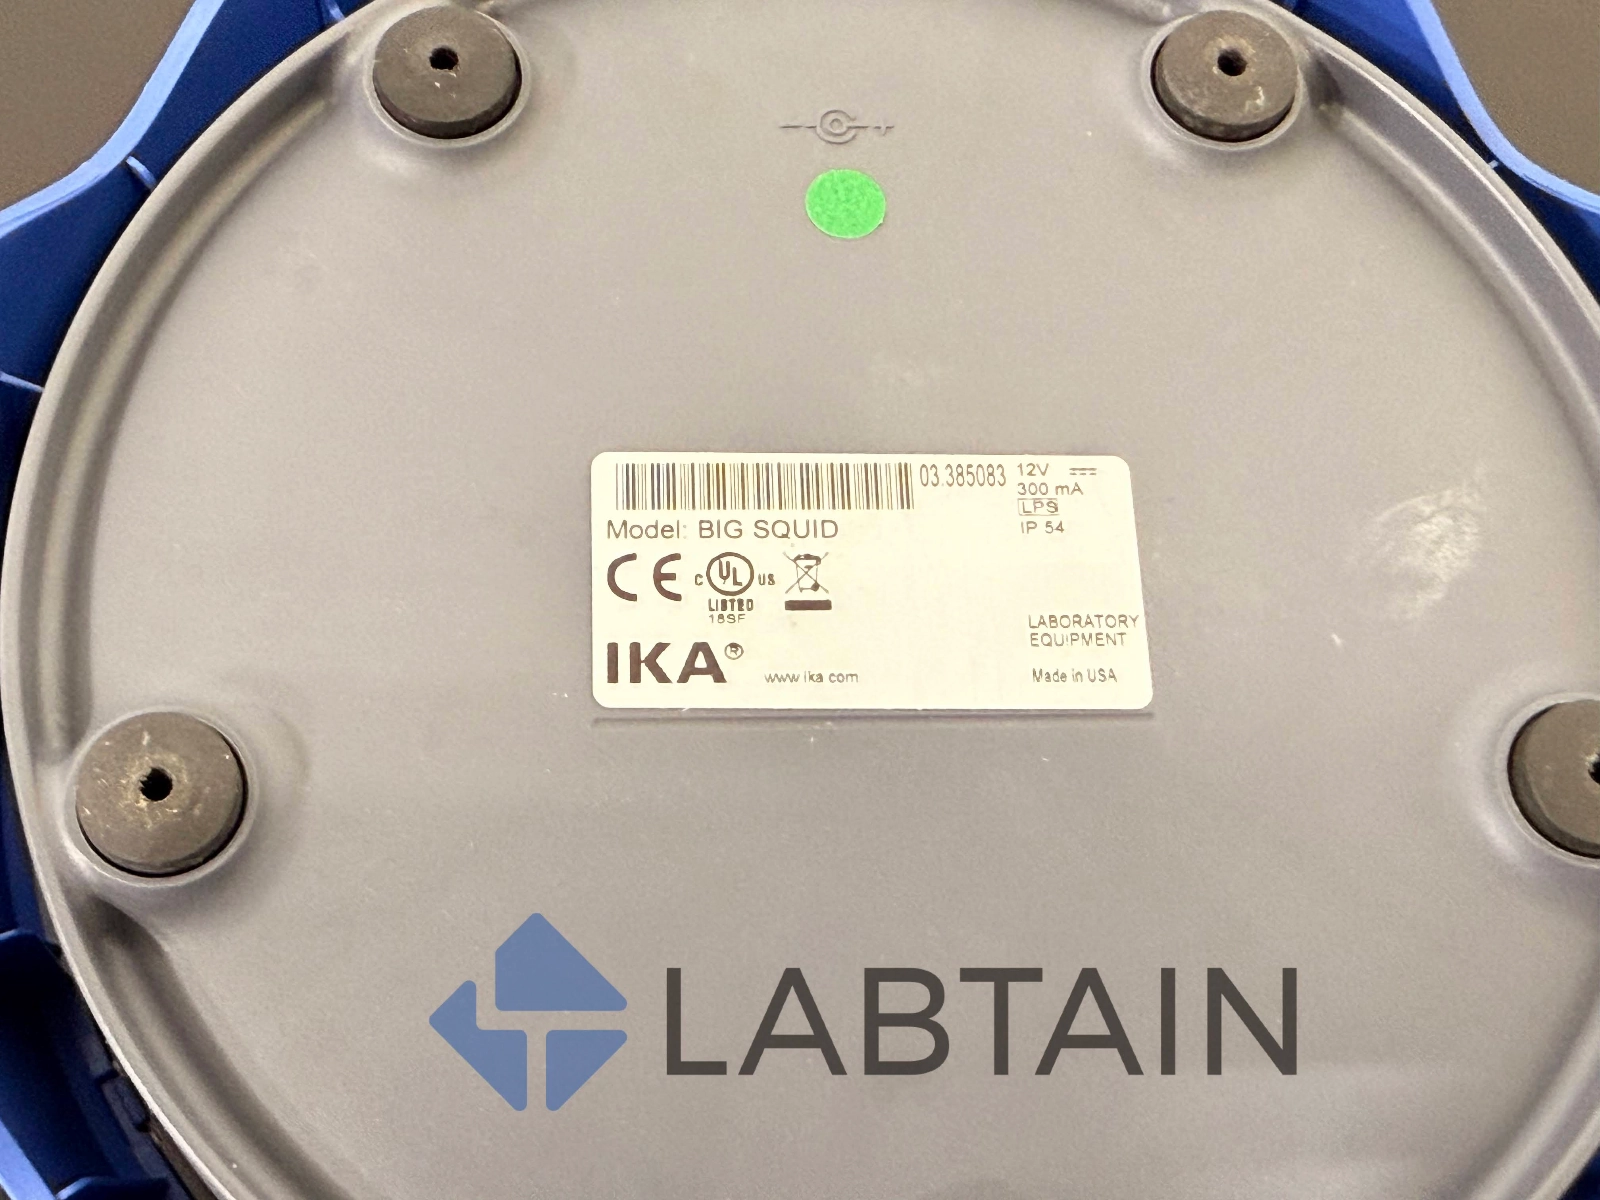 03.385083
12V
300 mA
LPS
IP 54
Model: BIG SQUID
CE
C UL US
LISTED
18SF
IKA®
www.ika.com
LABORATORY
EQUIPMENT
Made in USA
LABTAIN